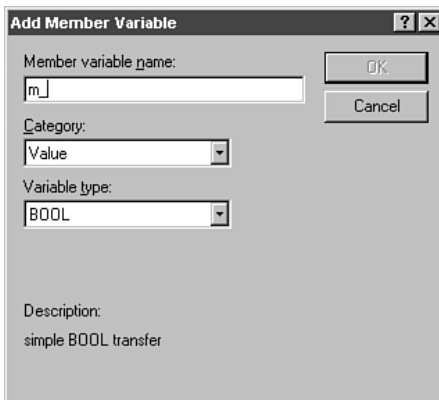 Add Member Variable
Member variable name:
OK
m_
Cancel
Category:
Value
Variable type:
BOOL
Description:
simple BOOL transfer